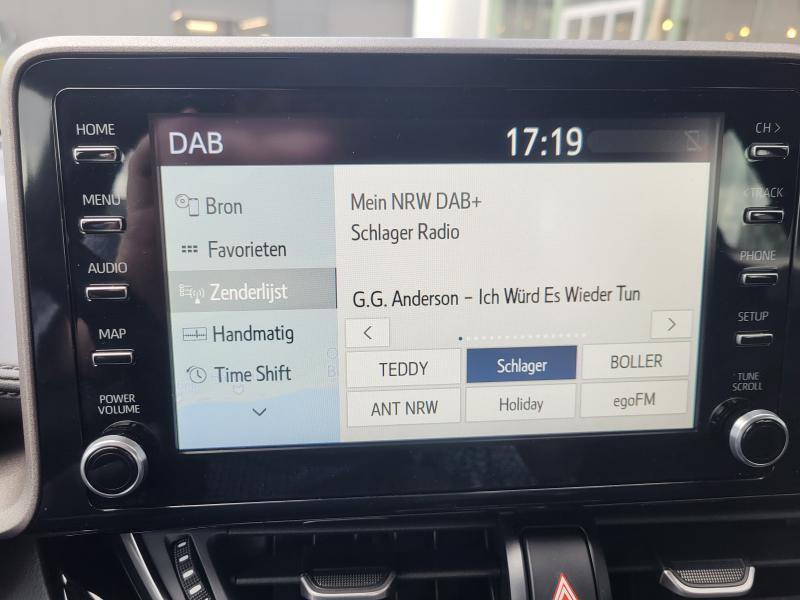 HOME
MENU
AUDIO
MAP
POWER
VOLUME
DAB
17:19
Bron
Favorieten
Zenderlijst
Handmatig
Time Shift
Mein NRW DAB+
Schlager Radio
G.G. Anderson – Ich Würd Es Wieder Tun
< >
TEDDY Schlager BOLLER
ANT NRW Holiday egoFM
CH >
< TRACK
PHONE
SETUP
TUNE
SCROLL